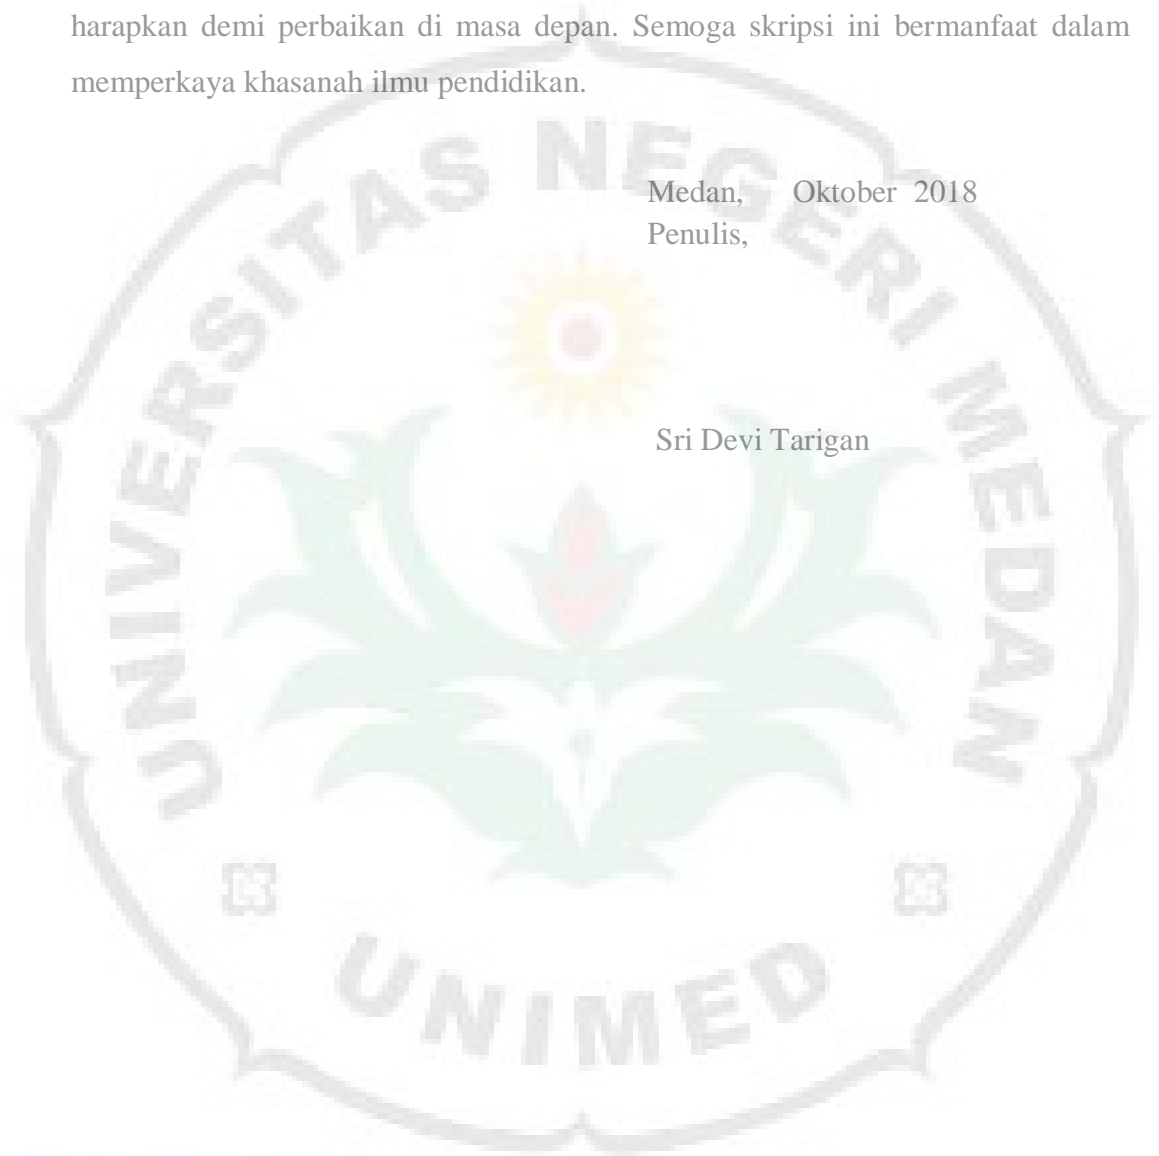 harapkan demi perbaikan di masa depan. Semoga skripsi ini bermanfaat dalam
memperkaya khasanah ilmu pendidikan.
Medan, Oktober 2018
Penulis,
Sri Devi Tarigan
UNIVERSITAS NEGERI MEDAN
UNIMED